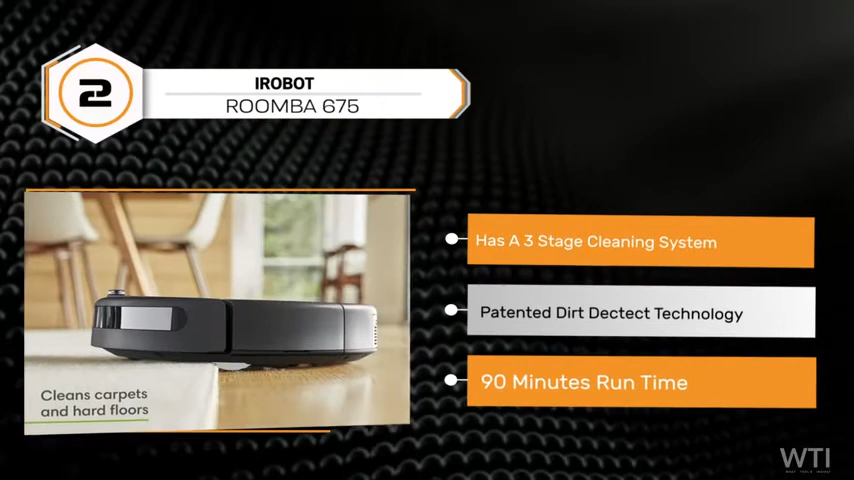 2
IROBOT
ROOMBA 675
Has A 3 Stage Cleaning System
Patented Dirt Dectect Technology
90 Minutes Run Time
Cleans carpets
and hard floors
WTI